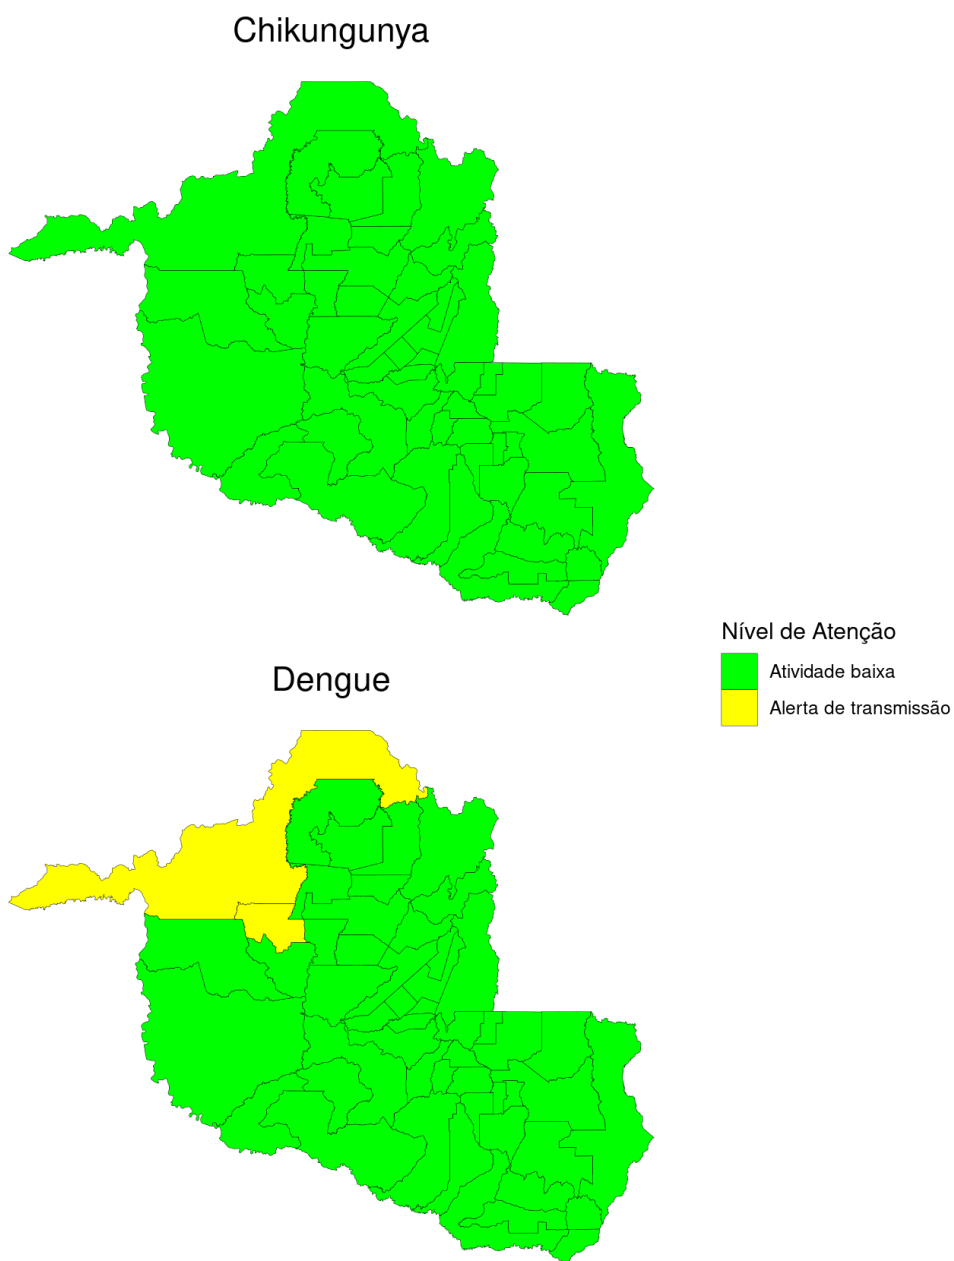 Chikungunya
Nível de Atenção
Atividade baixa
Alerta de transmissão
Dengue